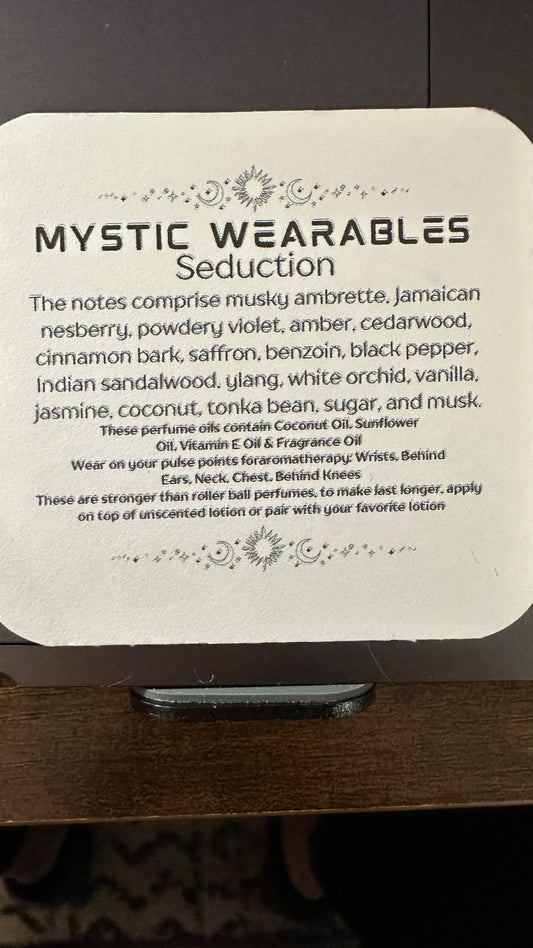 MYSTIC WEARABLES
Seduction
The notes comprise musky ambrette, Jamaican
nesberry, powdery violet, amber, cedarwood,
cinnamon bark, saffron, benzoin, black pepper,
Indian sandalwood, ylang, white orchid, vanilla,
jasmine, coconut, tonka bean, sugar, and musk.
These perfume oils contain Coconut Oil, Sunflower
Oil, Vitamin E Oil & Fragrance Oil
Wear on your pulse points foraromatherapy: Wrists, Behind
Ears, Neck, Chest, Behind Knees
These are stronger than roller ball perfumes, to make last longer, apply
on top of unscented lotion or pair with your favorite lotion